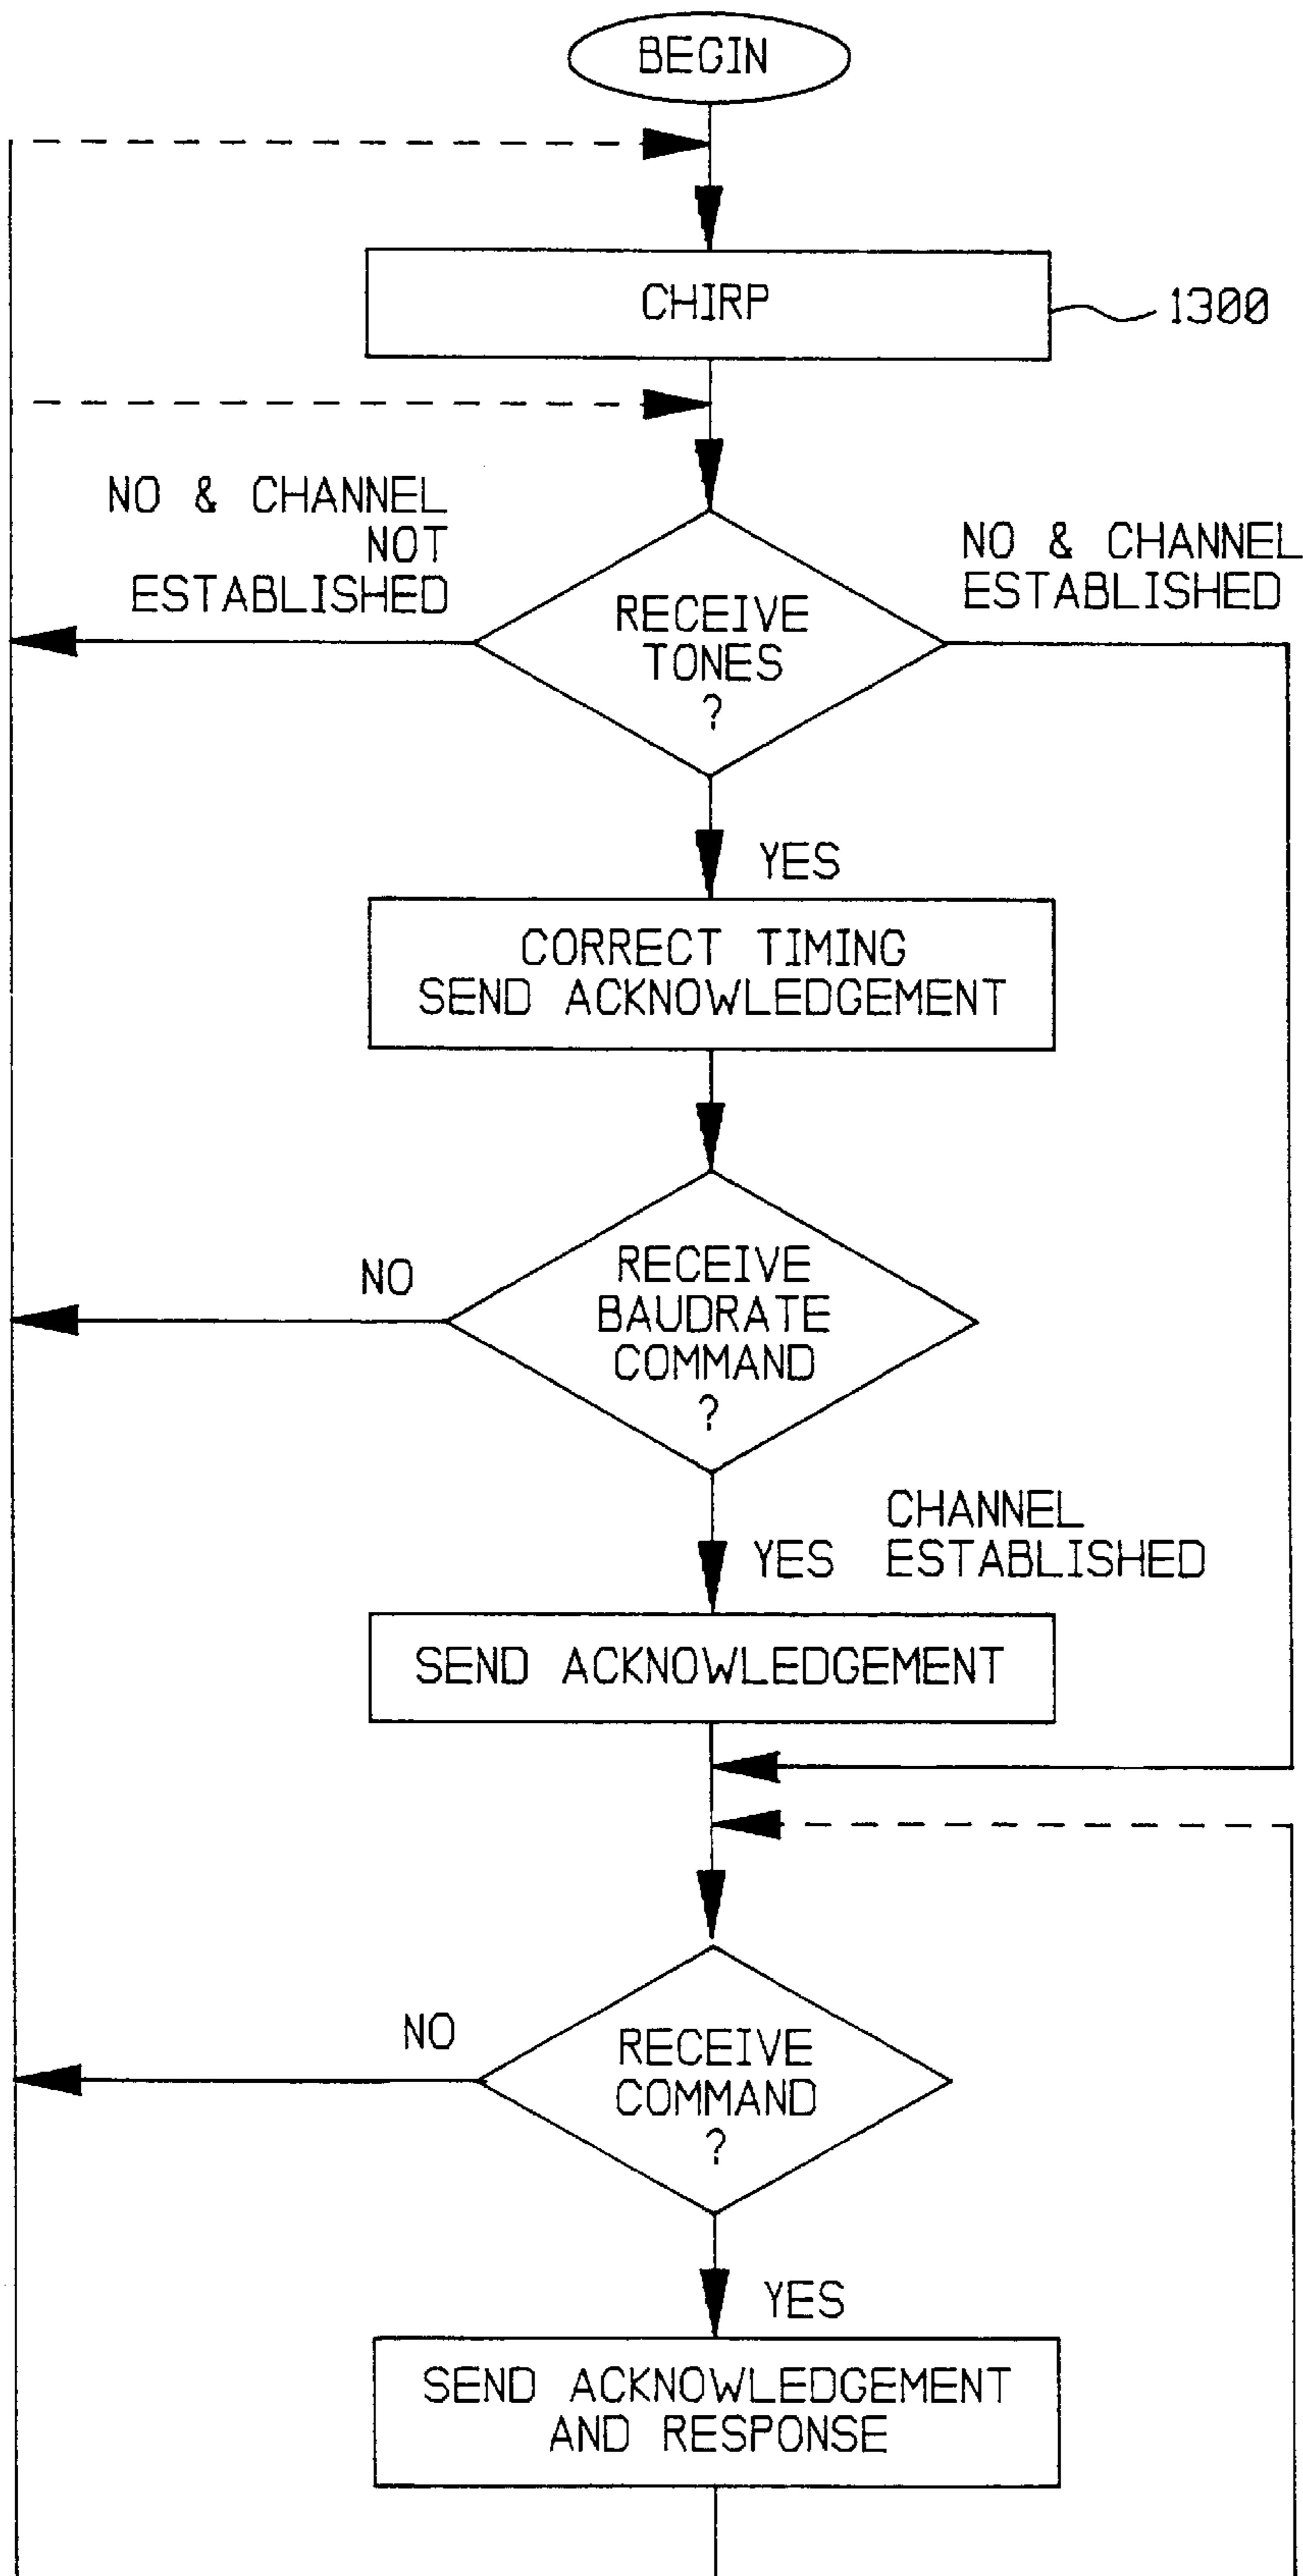 BEGIN
CHIRP
1300
NO & CHANNEL
NOT
ESTABLISHED
NO & CHANNEL
ESTABLISHED
RECEIVE
TONES
?
YES
CORRECT TIMING
SEND ACKNOWLEDGEMENT
NO
RECEIVE
BAUDRATE
COMMAND
?
YES
CHANNEL
ESTABLISHED
SEND ACKNOWLEDGEMENT
NO
RECEIVE
COMMAND
?
YES
SEND ACKNOWLEDGEMENT
AND RESPONSE